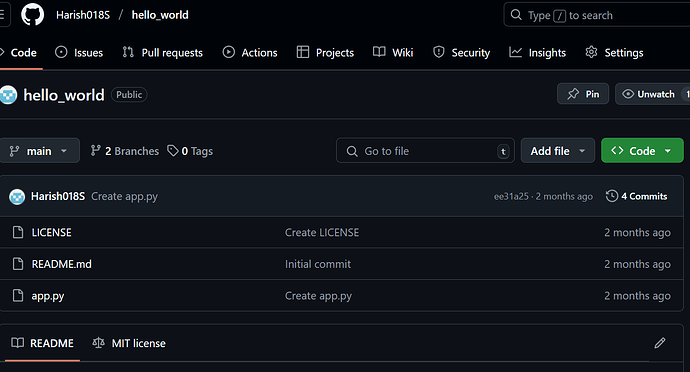 Harish018S / hello_world
Type / to search
Code Issues Pull requests Actions Projects Wiki Security Insights Settings
hello_world Public Pin Unwatch 1
main 2 Branches 0 Tags Go to file t Add file Code
Harish018S Create app.py ee31a25 · 2 months ago 4 Commits
LICENSE Create LICENSE 2 months ago
README.md Initial commit 2 months ago
app.py Create app.py 2 months ago
README MIT license